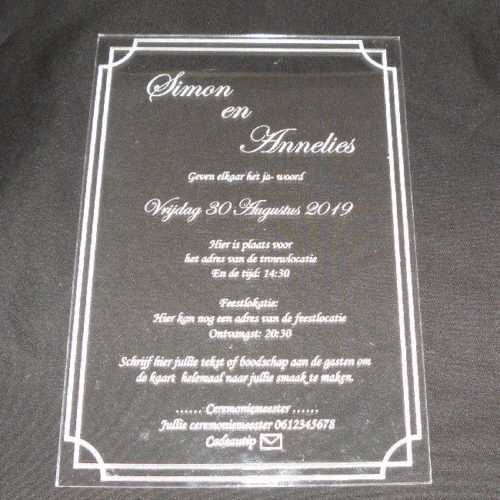 Simon
en
Annelies
Geven elkaar het ja- woord
Vrijdag 30 Augustus 2019
Hier is plaats voor
het adres van de trouwlocatie
En de tijd: 14:30
Feestlokatie:
Hier kan nog een adres van de feestlocatie
Ontvangst: 20:30
Schrijf hier jullie tekst of boodschap aan de gasten om
de kaart helemaal naar jullie smaak te maken.
...... Ceremoniemeester ......
Jullie ceremoniemeester 0612345678
Cadeautip